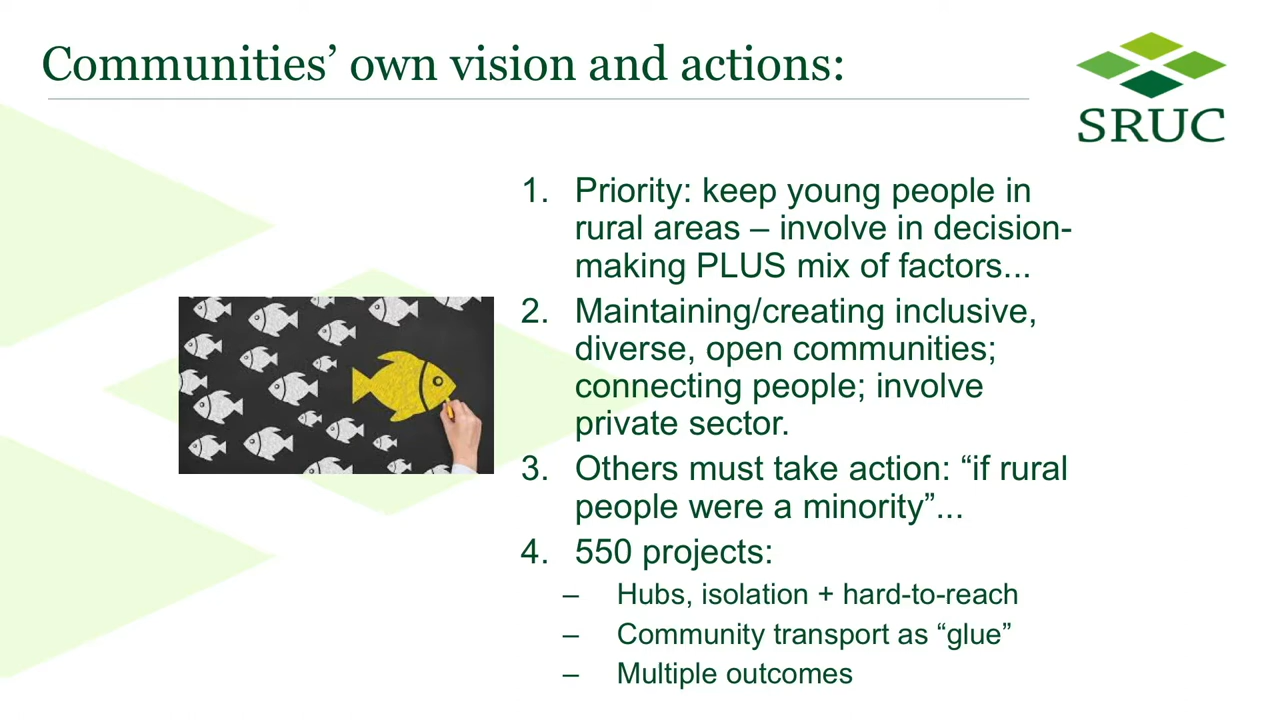 Communities’ own vision and actions:
SRUC
1. Priority: keep young people in
rural areas – involve in decision-
making PLUS mix of factors...
2. Maintaining/creating inclusive,
diverse, open communities;
connecting people; involve
private sector.
3. Others must take action: “if rural
people were a minority”...
4. 550 projects:
– Hubs, isolation + hard-to-reach
– Community transport as “glue”
– Multiple outcomes